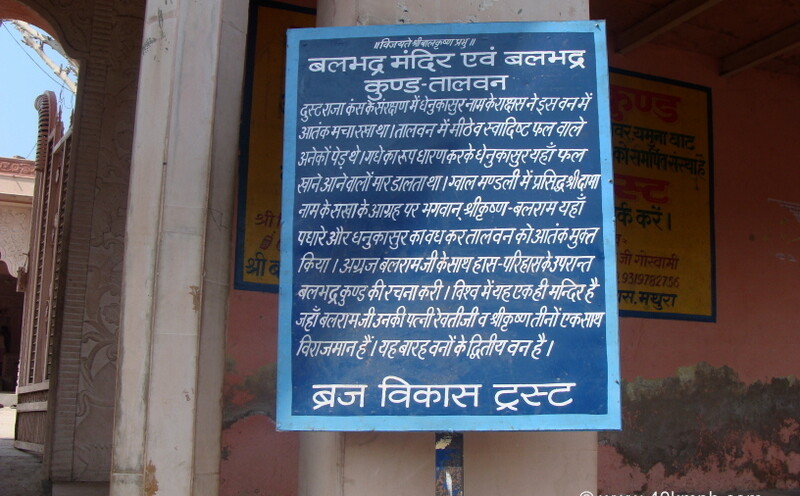 ॥विजयते श्रीबालकृष्ण प्रभु॥
बलभद्र मंदिर एवं बलभद्र
कुण्ड-तालवन
दुस्टराजा कंस के संरक्षण में धेनुकासुर नाम के राक्षस ने इस वन में
आतंक मचा रखा था। तालवन में मीठे व स्वादिष्ट फल वाले
अनेकों पेड़ थे। गधे का रूप धारण करके धेनुकासुर यहाँ फल
खाने आने वालों मार डालता था। ग्वाल मण्डली में प्रसिद्ध श्रीदामा
नाम के सखा के आग्रह पर भगवान् श्रीकृष्ण-बलराम यहाँ
पधारे और धनुकासुर का वध कर तालवन को आतंक मुक्त
किया। अग्रज बलरामजी के साथ हास-परिहास के उपरान्त
बलभद्र कुण्ड की रचना करी। विश्व में यह एक ही मन्दिर है
जहाँ बलरामजी उनकी पत्नी रेवतीजी व श्रीकृष्ण तीनों एक साथ
विराजमान हैं। यह बारह वनों के द्वितीय वन है।
ब्रज विकास ट्रस्ट
कुण्ड
यमुना घाट
को समर्पित संस्था है
स्ट
र्क करें।
जी गोस्वामी
9319782756
स. मथुरा
श्री
श्री ब